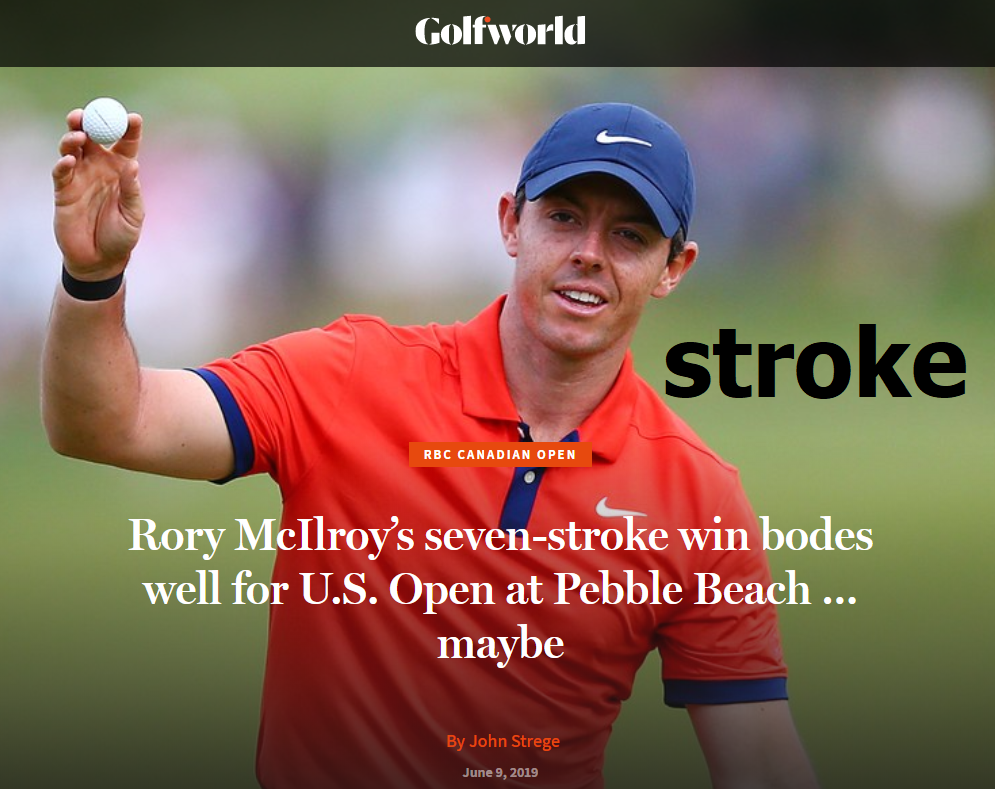 Golfworld
stroke
RBC CANADIAN OPEN
Rory McIlroy’s seven-stroke win bodes
well for U.S. Open at Pebble Beach ...
maybe
By John Strege
June 9, 2019